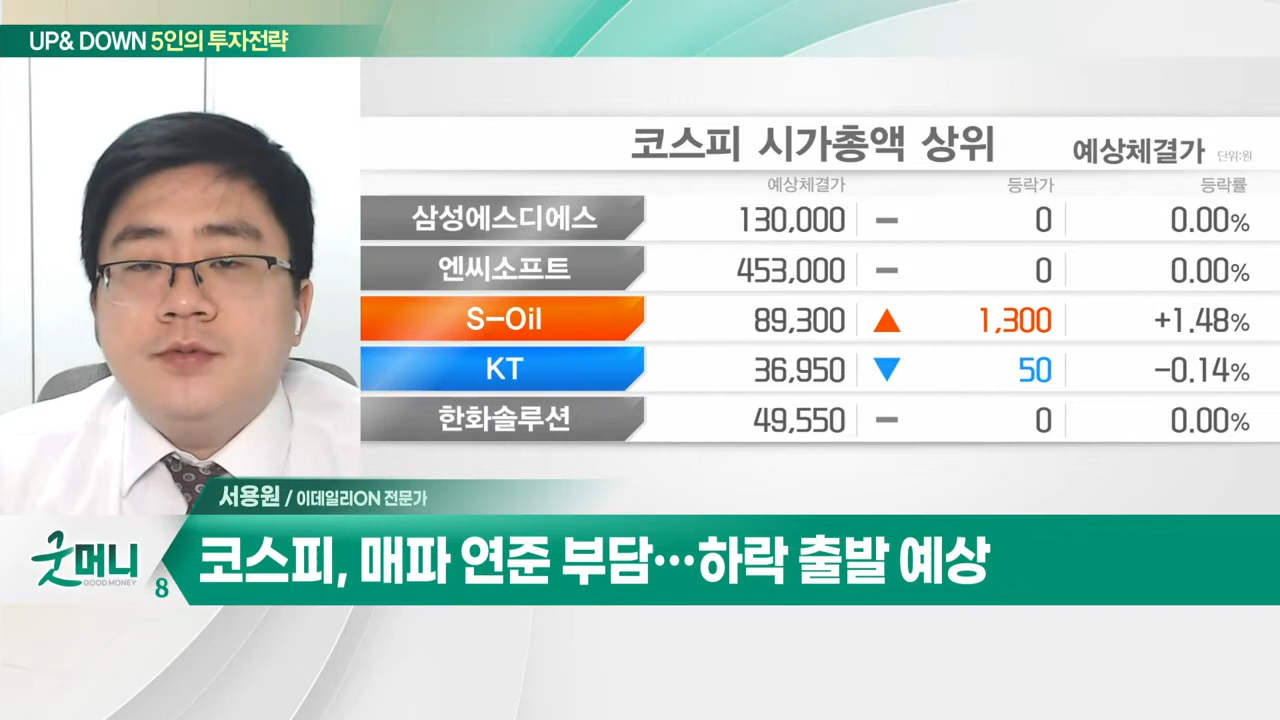 UP& DOWN 5인의 투자전략
코스피 시가총액 상위 예상체결가 단위:원
예상체결가 등락가 등락률
삼성에스디에스 130,000 0 0.00%
엔씨소프트 453,000 0 0.00%
S-Oil 89,300 ▲ 1,300 +1.48%
KT 36,950 ▼ 50 -0.14%
한화솔루션 49,550 0 0.00%
서용원 / 이데일리ON 전문가
굿머니
GOOD MONEY
8
코스피, 매파 연준 부담…하락 출발 예상